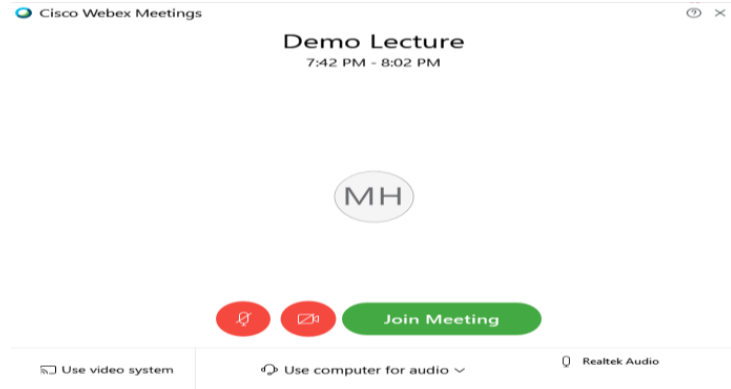 Cisco Webex Meetings
Demo Lecture
7:42 PM - 8:02 PM
MH
Join Meeting
Use video system
Use computer for audio
Realtek Audio